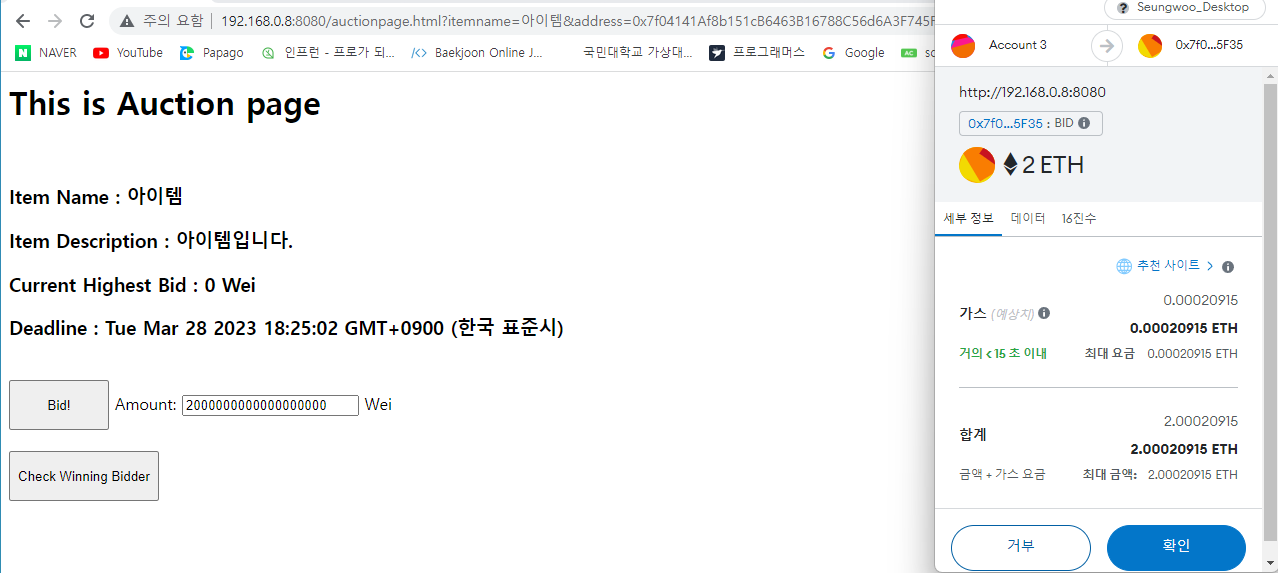 주의 요함 | 192.168.0.8:8080/auctionpage.html?itemname=아이템&address=0x7f04141Af8b151cB6463B16788C56d6A3F745F
NAVER YouTube Papago 인프런 - 프로가 되... Baekjoon Online J... 국민대학교 가상대... 프로그래머스 Google sc
This is Auction page
Item Name : 아이템
Item Description : 아이템입니다.
Current Highest Bid : 0 Wei
Deadline : Tue Mar 28 2023 18:25:02 GMT+0900 (한국 표준시)
Bid! Amount: 2000000000000000000 Wei
Check Winning Bidder
Seungwoo_Desktop
Account 3 0x7f0...5F35
http://192.168.0.8:8080
0x7f0...5F35 : BID
2 ETH
세부 정보 데이터 16진수
추천 사이트 >
0.00020915
가스 (예상치) 0.00020915 ETH
거의 < 15 초 이내 최대 요금 0.00020915 ETH
2.00020915
합계 2.00020915 ETH
금액 + 가스 요금 최대 금액: 2.00020915 ETH
거부 확인